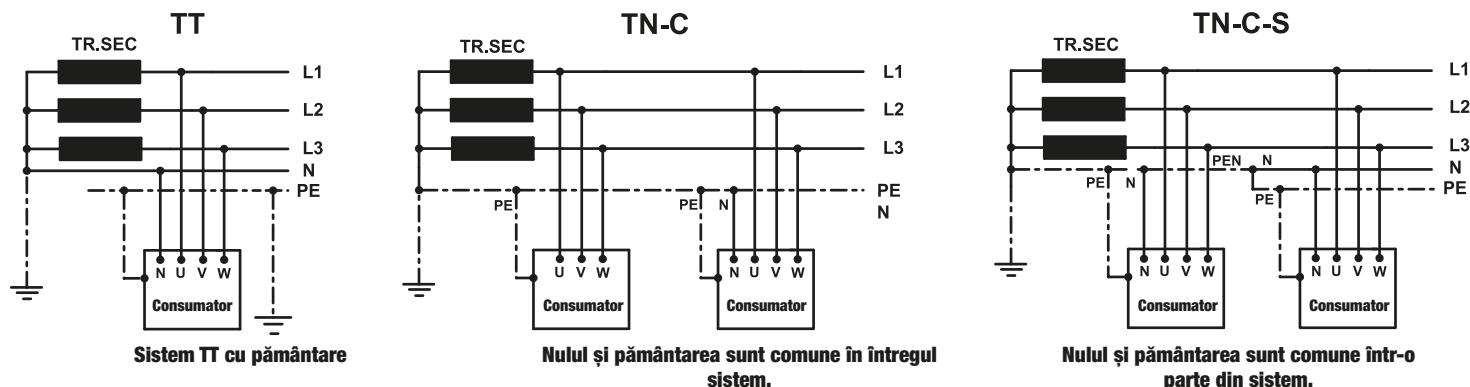 TT
TR.SEC
L1
L2
L3
N
PE
N U V W
Consumator
Sistem TT cu pământare
TN-C
TR.SEC
L1
L2
L3
PE
N
PE
PE N
U V W
Consumator
N U V W
Consumator
Nulul și pământarea sunt comune în întregul
sistem.
TN-C-S
TR.SEC
L1
L2
L3
PEN N
N
PE N
PE
PE
N U V W
Consumator
N U V W
Consumator
Nulul și pământarea sunt comune într-o
parte din sistem.